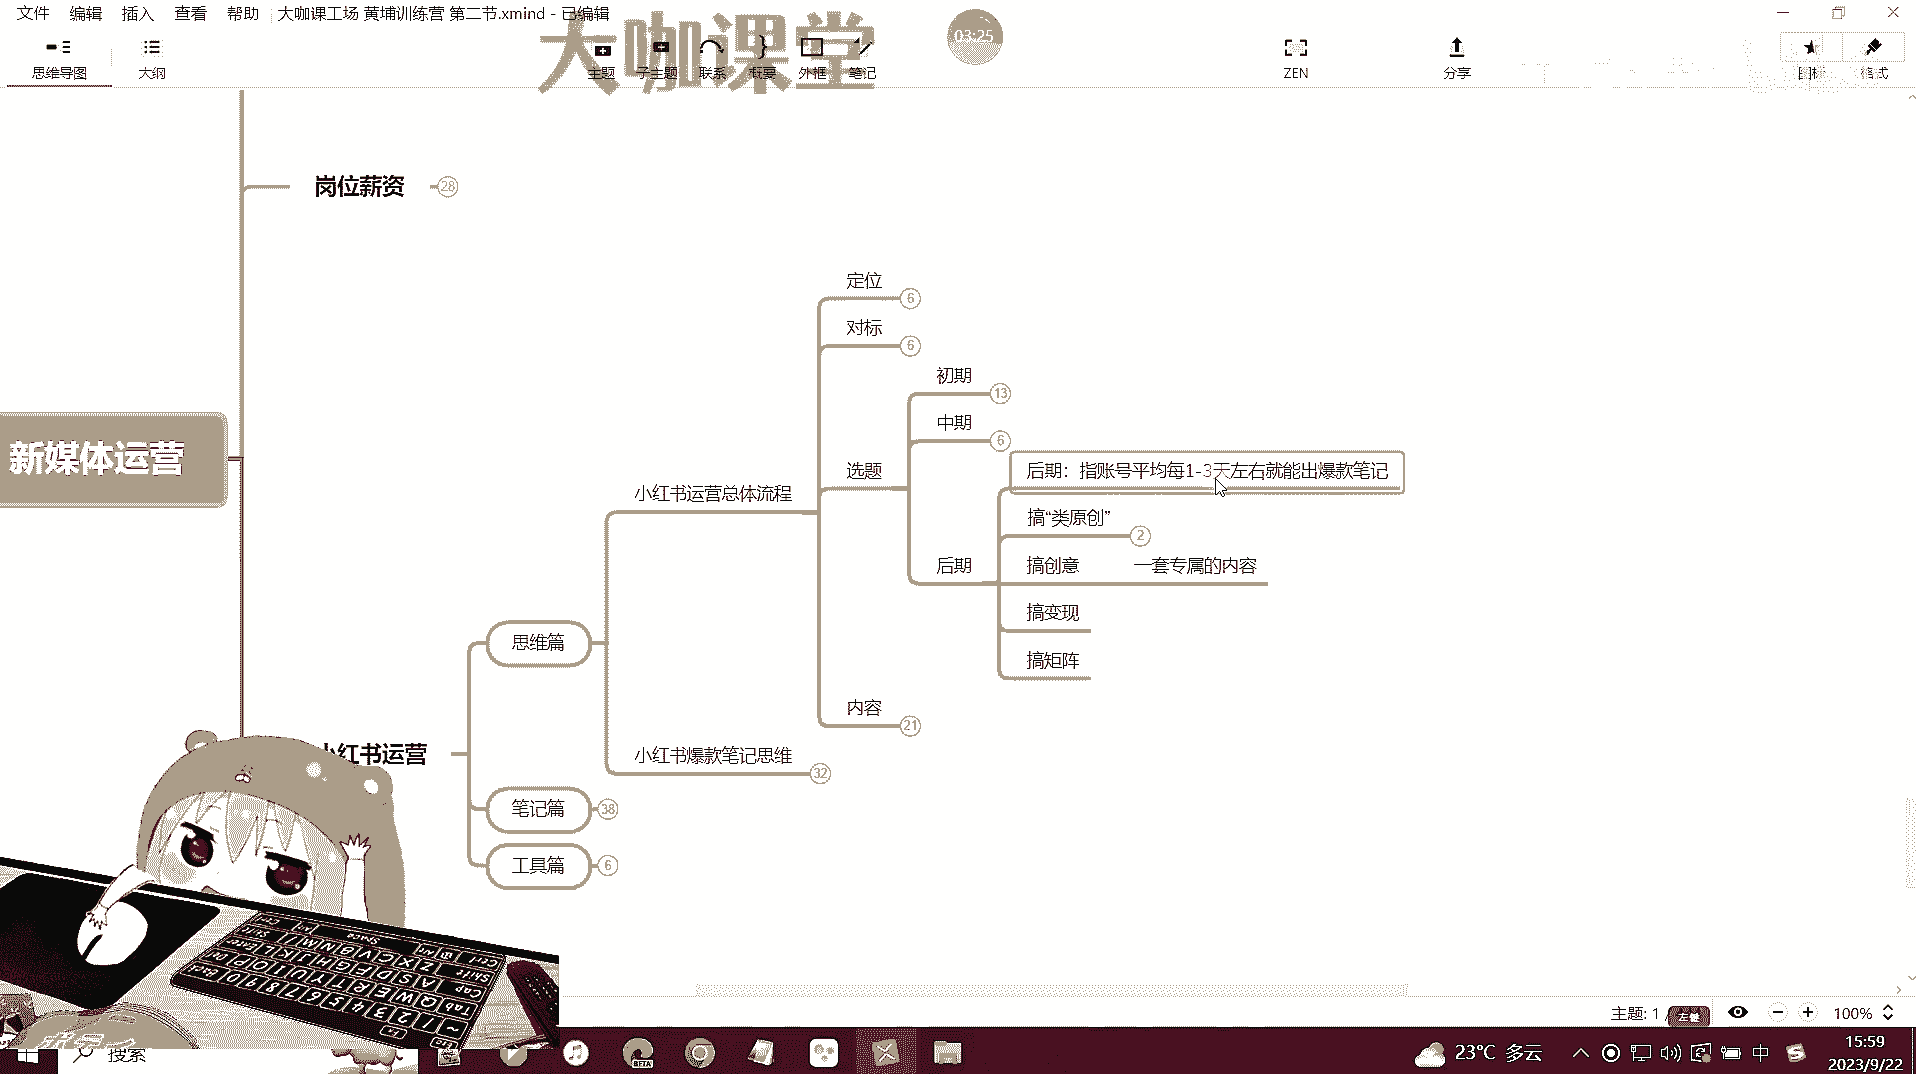 文件 编辑 插入 查看 帮助 大咖课工场 黄埔训练营 第二节.xmind - 已编辑
大咖课堂
03:25
思维导图 大纲 主题 子主题 联系 概要 外框 笔记 ZEN 分享 图标 格式
岗位薪资 28
定位 6
对标 6
初期 13
中期 6
新媒体运营
选题
后期：指账号平均每1-3天左右就能出爆款笔记
小红书运营总体流程
搞“类原创” 2
后期
搞创意 一套专属的内容
搞变现
思维篇
搞矩阵
内容 21
小红书运营
小红书爆款笔记思维 32
笔记篇 38
工具篇 6
主题: 1 /
100%
搜索
BETA
23°C 多云
中
15:59
2023/9/22